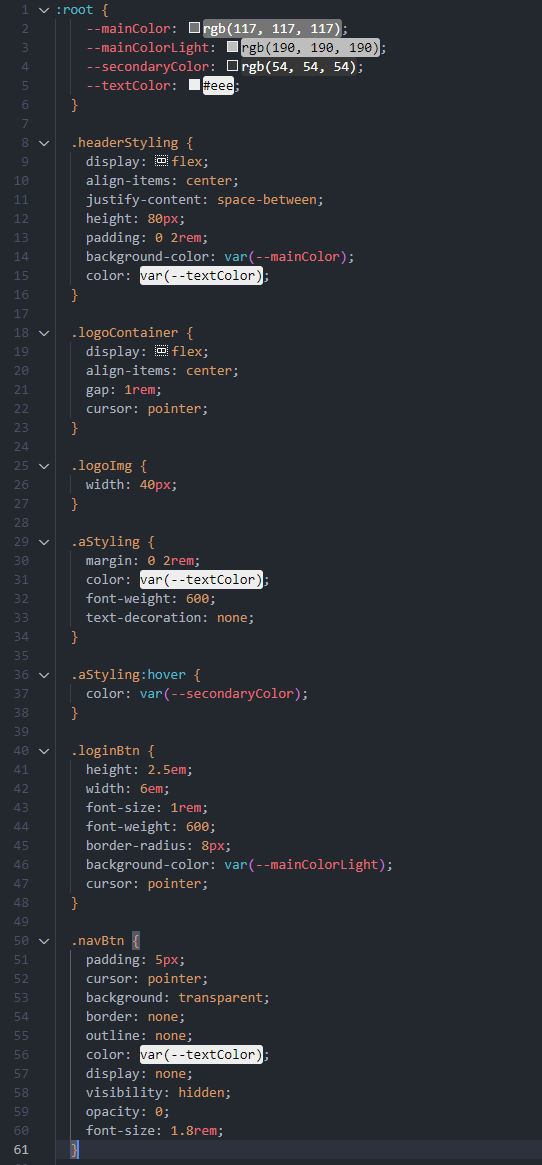 1 :root {
2 --mainColor: rgb(117, 117, 117);
3 --mainColorLight: rgb(190, 190, 190);
4 --secondaryColor: rgb(54, 54, 54);
5 --textColor: #eee;
6 }
7
8 .headerStyling {
9 display: flex;
10 align-items: center;
11 justify-content: space-between;
12 height: 80px;
13 padding: 0 2rem;
14 background-color: var(--mainColor);
15 color: var(--textColor);
16 }
17
18 .logoContainer {
19 display: flex;
20 align-items: center;
21 gap: 1rem;
22 cursor: pointer;
23 }
24
25 .logoImg {
26 width: 40px;
27 }
28
29 .aStyling {
30 margin: 0 2rem;
31 color: var(--textColor);
32 font-weight: 600;
33 text-decoration: none;
34 }
35
36 .aStyling:hover {
37 color: var(--secondaryColor);
38 }
39
40 .loginBtn {
41 height: 2.5em;
42 width: 6em;
43 font-size: 1rem;
44 font-weight: 600;
45 border-radius: 8px;
46 background-color: var(--mainColorLight);
47 cursor: pointer;
48 }
49
50 .navBtn {
51 padding: 5px;
52 cursor: pointer;
53 background: transparent;
54 border: none;
55 outline: none;
56 color: var(--textColor);
57 display: none;
58 visibility: hidden;
59 opacity: 0;
60 font-size: 1.8rem;
61 }